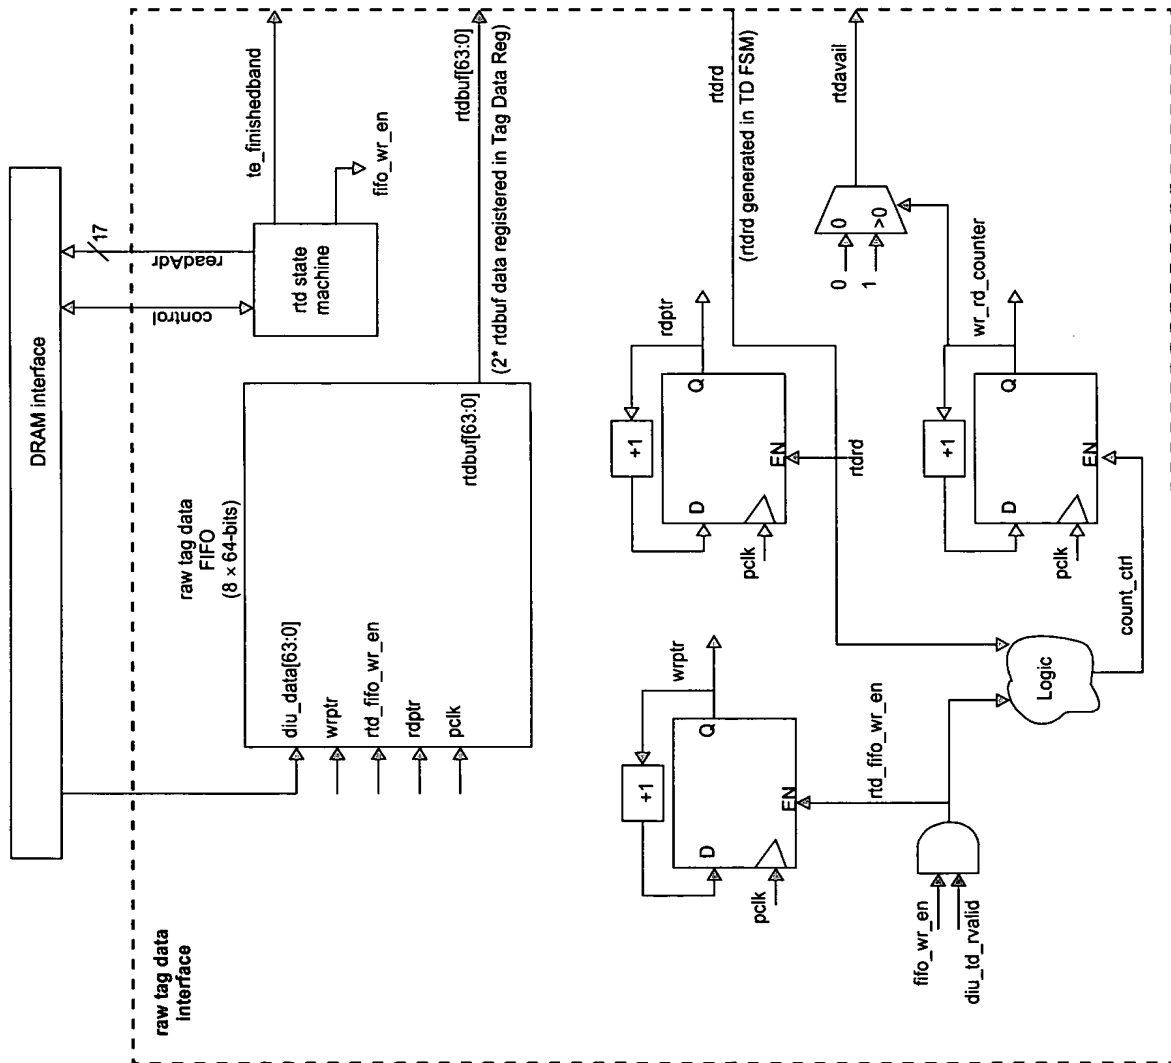 DRAM interface
raw tag data
interface
control
readAdr
17
raw tag data
FIFO
(8 × 64-bits)
diu_data[63:0]
wrptr
rtd_fifo_wr_en
rdptr
pclk
rtdbuf[63:0]
rtd state
machine
te_finishedband
fifo_wr_en
rtdbuf[63:0]
(2* rtdbuf data registered in Tag Data Reg)
+1
wrptr
D
Q
EN
pclk
rtd_fifo_wr_en
fifo_wr_en
diu_td_rvalid
+1
rdptr
D
Q
EN
pclk
rtdrd
rtdrd
(rtdrd generated in TD FSM)
Logic
count_ctrl
+1
wr_rd_counter
D
Q
EN
pclk
0
1
0
>0
rtdavail